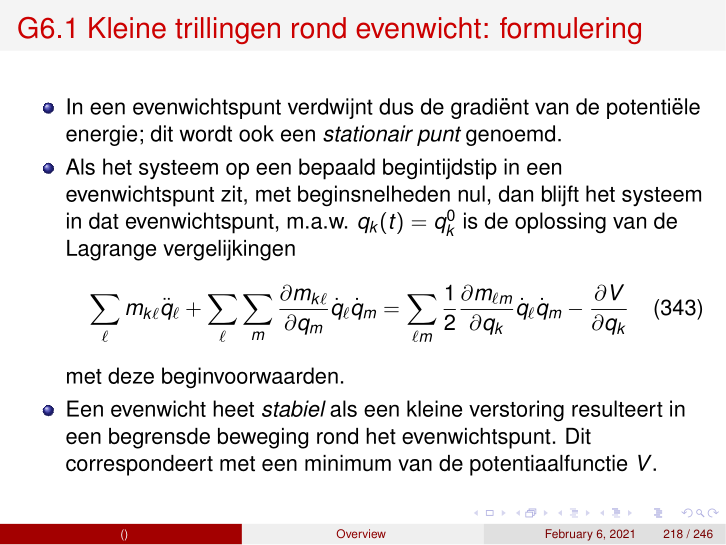 G6.1 Kleine trillingen rond evenwicht: formulering
In een evenwichtspunt verdwijnt dus de gradiënt van de potentiële
energie; dit wordt ook een stationair punt genoemd.
Als het systeem op een bepaald begintijdstip in een
evenwichtspunt zit, met beginsnelheden nul, dan blijft het systeem
in dat evenwichtspunt, m.a.w. $q_k(t) = q_k^0$ is de oplossing van de
Lagrange vergelijkingen
$\sum_{\ell} m_{k\ell}\ddot{q}_{\ell} + \sum_{\ell}\sum_{m} \frac{\partial m_{k\ell}}{\partial q_m}\dot{q}_{\ell}\dot{q}_m = \sum_{\ell m} \frac{1}{2}\frac{\partial m_{\ell m}}{\partial q_k}\dot{q}_{\ell}\dot{q}_m - \frac{\partial V}{\partial q_k}$ (343)
met deze beginvoorwaarden.
Een evenwicht heet stabiel als een kleine verstoring resulteert in
een begrensde beweging rond het evenwichtspunt. Dit
correspondeert met een minimum van de potentiaalfunctie V.
() Overview February 6, 2021 218 / 246